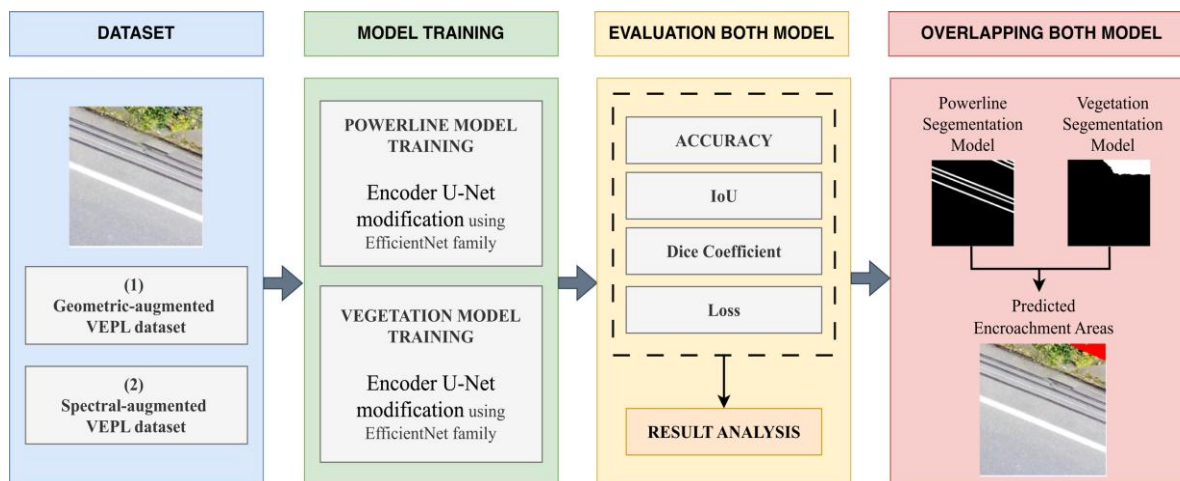 DATASET
MODEL TRAINING
EVALUATION BOTH MODEL
OVERLAPPING BOTH MODEL
(1)
Geometric-augmented
VEPL dataset
(2)
Spectral-augmented
VEPL dataset
POWERLINE MODEL
TRAINING
Encoder U-Net
modification using
EfficientNet family
VEGETATION MODEL
TRAINING
Encoder U-Net
modification using
EfficientNet family
ACCURACY
IoU
Dice Coefficient
Loss
RESULT ANALYSIS
Powerline
Segementation
Model
Vegetation
Segementation
Model
Predicted
Encroachment Areas